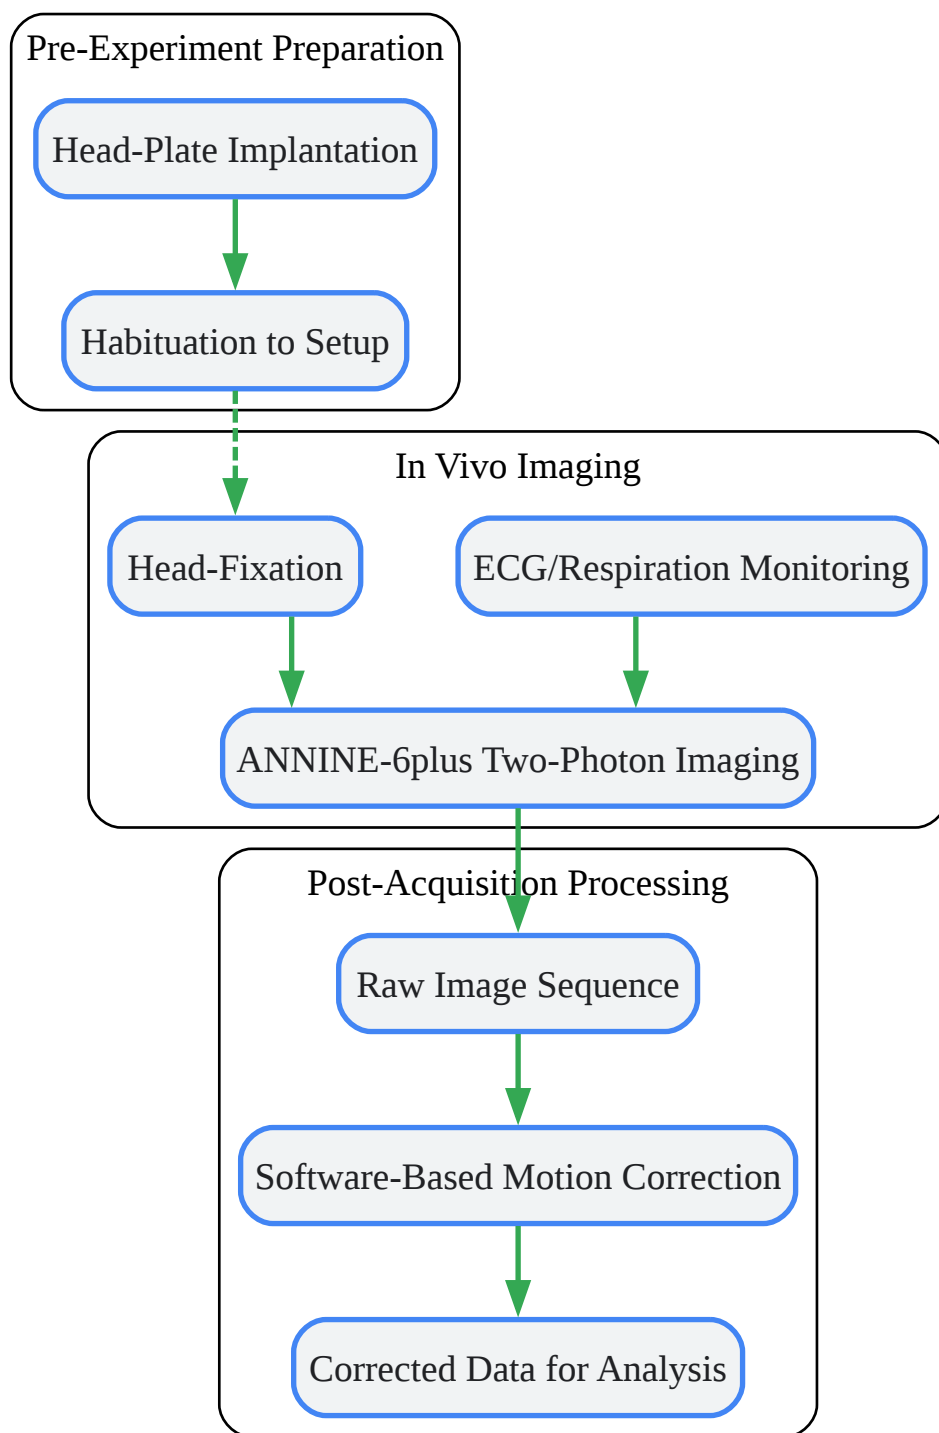 Pre-Experiment Preparation
Head-Plate Implantation
Habituation to Setup
In Vivo Imaging
Head-Fixation
ECG/Respiration Monitoring
ANNINE-6plus Two-Photon Imaging
Post-Acquisition Processing
Raw Image Sequence
Software-Based Motion Correction
Corrected Data for Analysis